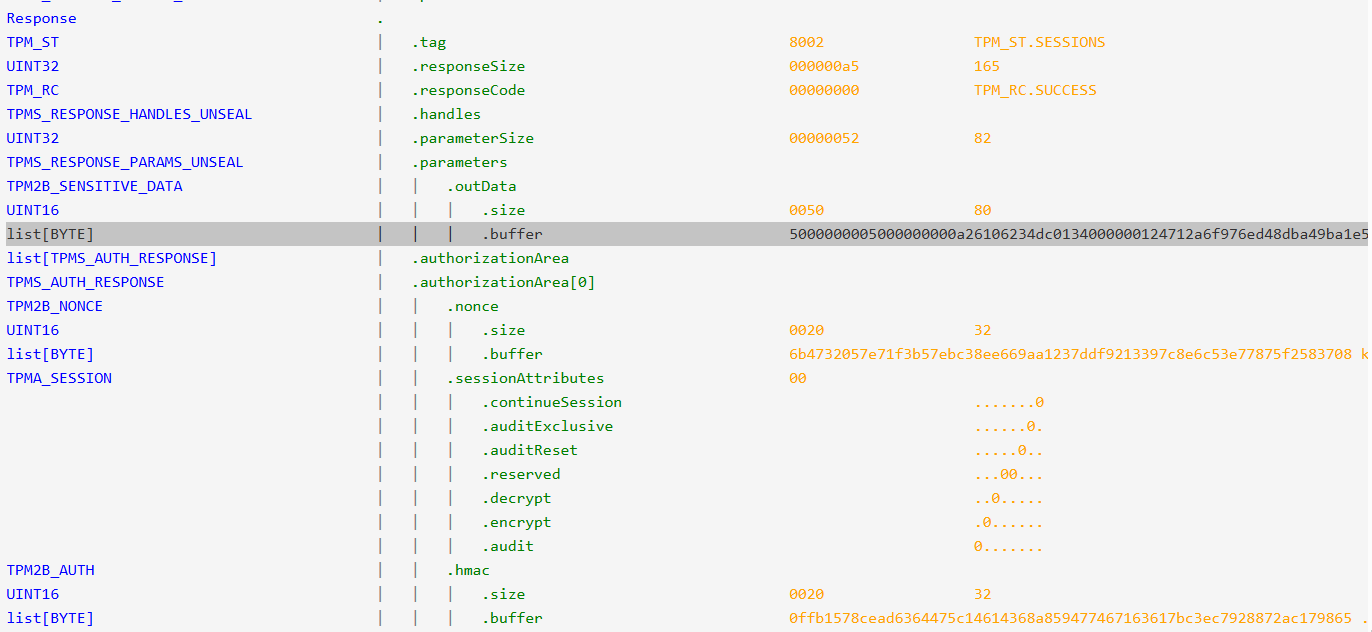 Response .
TPM_ST | .tag 8002 TPM_ST.SESSIONS
UINT32 | .responseSize 000000a5 165
TPM_RC | .responseCode 00000000 TPM_RC.SUCCESS
TPMS_RESPONSE_HANDLES_UNSEAL | .handles
UINT32 | .parameterSize 00000052 82
TPMS_RESPONSE_PARAMS_UNSEAL | .parameters
TPM2B_SENSITIVE_DATA | | .outData
UINT16 | | | .size 0050 80
list[BYTE] | | | .buffer 5000000005000000000a26106234dc0134000000124712a6f976ed48dba49ba1e5
list[TPMS_AUTH_RESPONSE] | .authorizationArea
TPMS_AUTH_RESPONSE | .authorizationArea[0]
TPM2B_NONCE | | .nonce
UINT16 | | | .size 0020 32
list[BYTE] | | | .buffer 6b4732057e71f3b57ebc38ee669aa1237ddf9213397c8e6c53e77875f2583708 k
TPMA_SESSION | | .sessionAttributes 00
| | | .continueSession .......0
| | | .auditExclusive ......0.
| | | .auditReset .....0..
| | | .reserved ...00...
| | | .decrypt ..0.....
| | | .encrypt .0......
| | | .audit 0.......
TPM2B_AUTH | | .hmac
UINT16 | | | .size 0020 32
list[BYTE] | | | .buffer 0ffb1578cead6364475c14614368a859477467163617bc3ec7928872ac179865 .